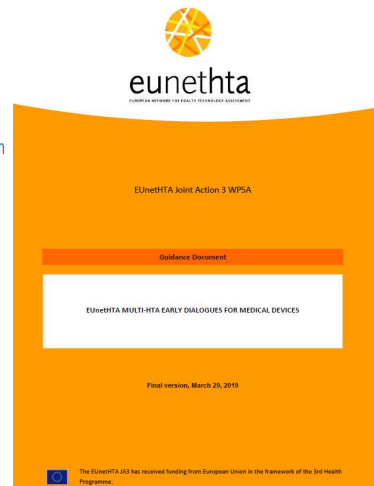 eunethta
EUROPEAN NETWORK FOR HEALTH TECHNOLOGY ASSESSMENT
EUnetHTA Joint Action 3 WP5A
Guidance Document
EUnetHTA MULTI-HTA EARLY DIALOGUES FOR MEDICAL DEVICES
Final version, March 29, 2019
The EUnetHTA JA3 has received funding from European Union in the framework of the 3rd Health
Programme.